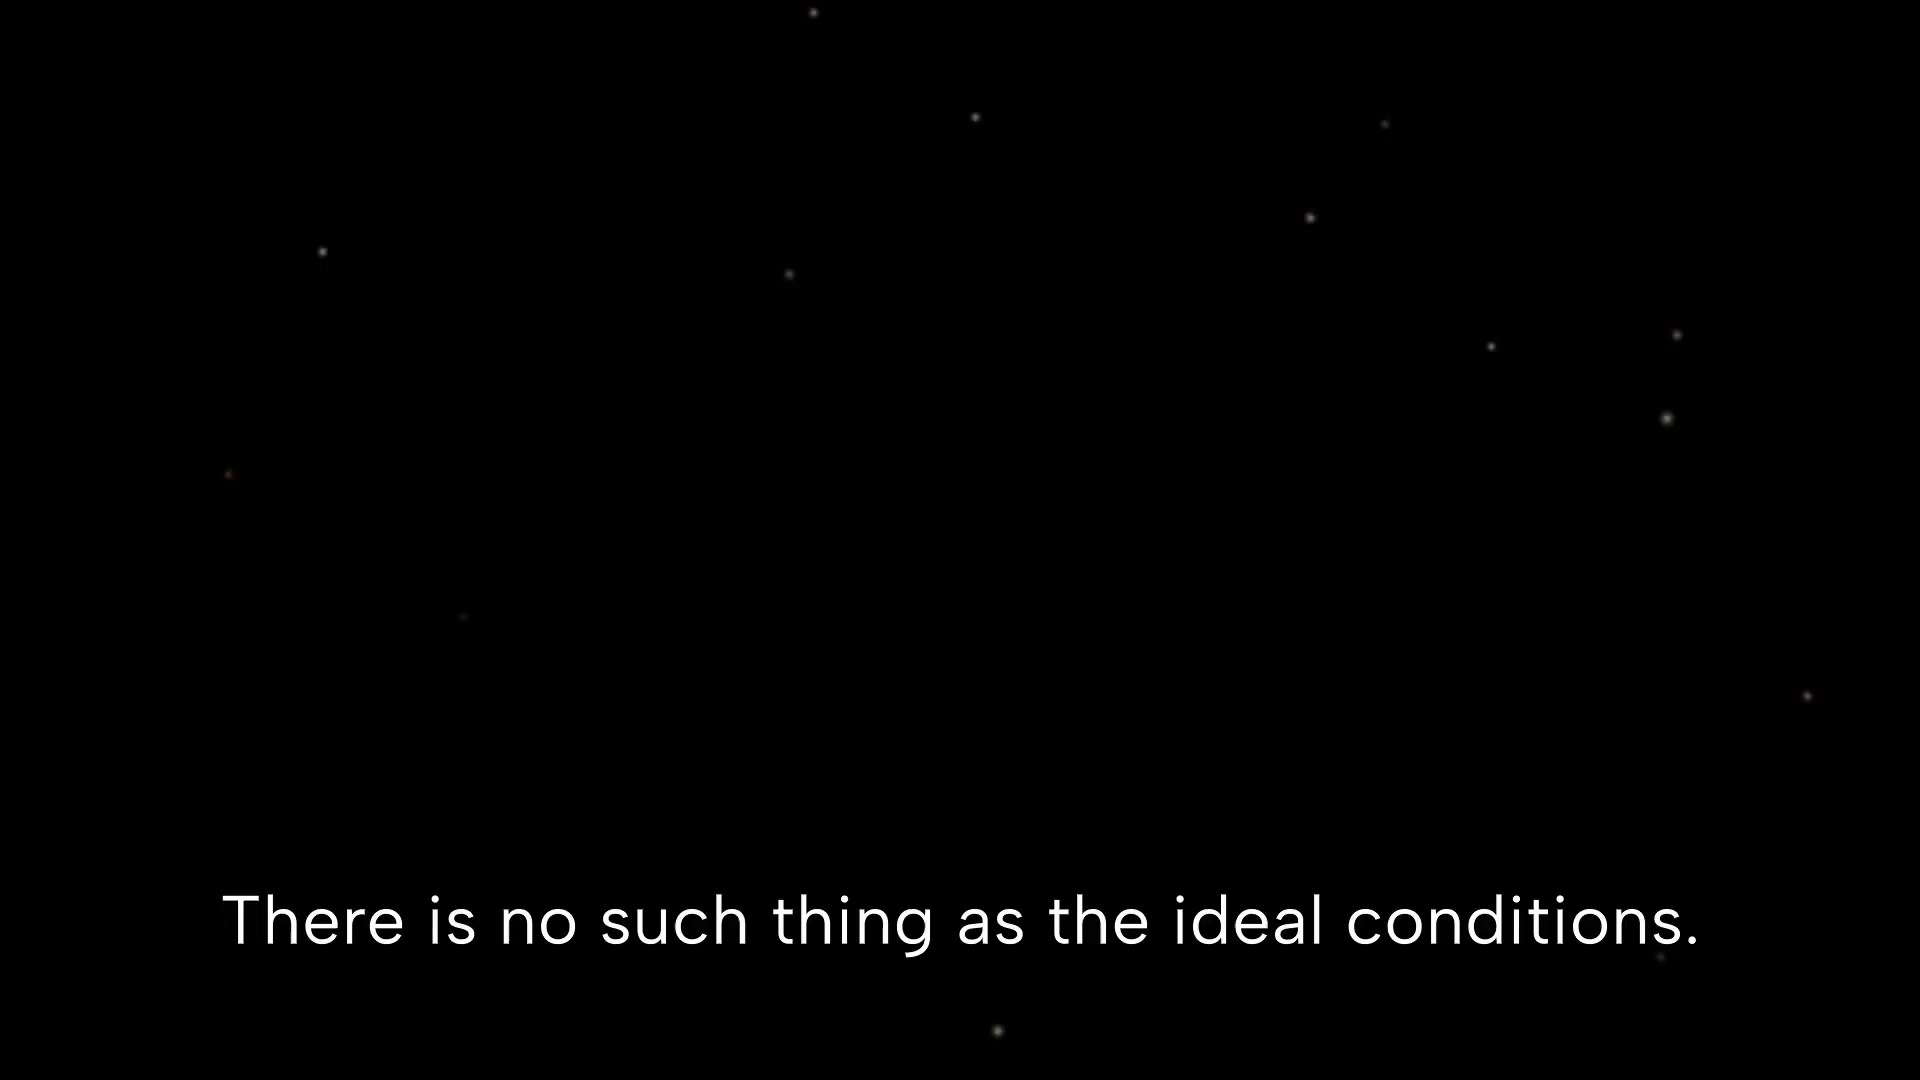 There is no such thing as the ideal conditions.